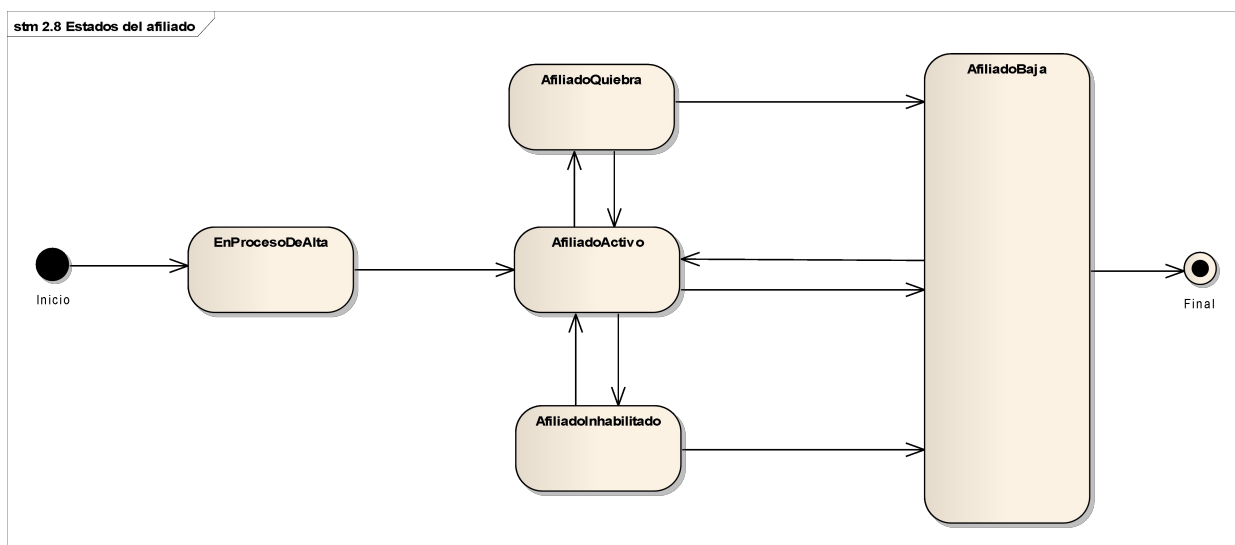 stm 2.8 Estados del afiliado
AfiliadoQuiebra
AfiliadoBaja
EnProcesoDeAlta
AfiliadoActivo
Inicio
Final
AfiliadoInhabilitado